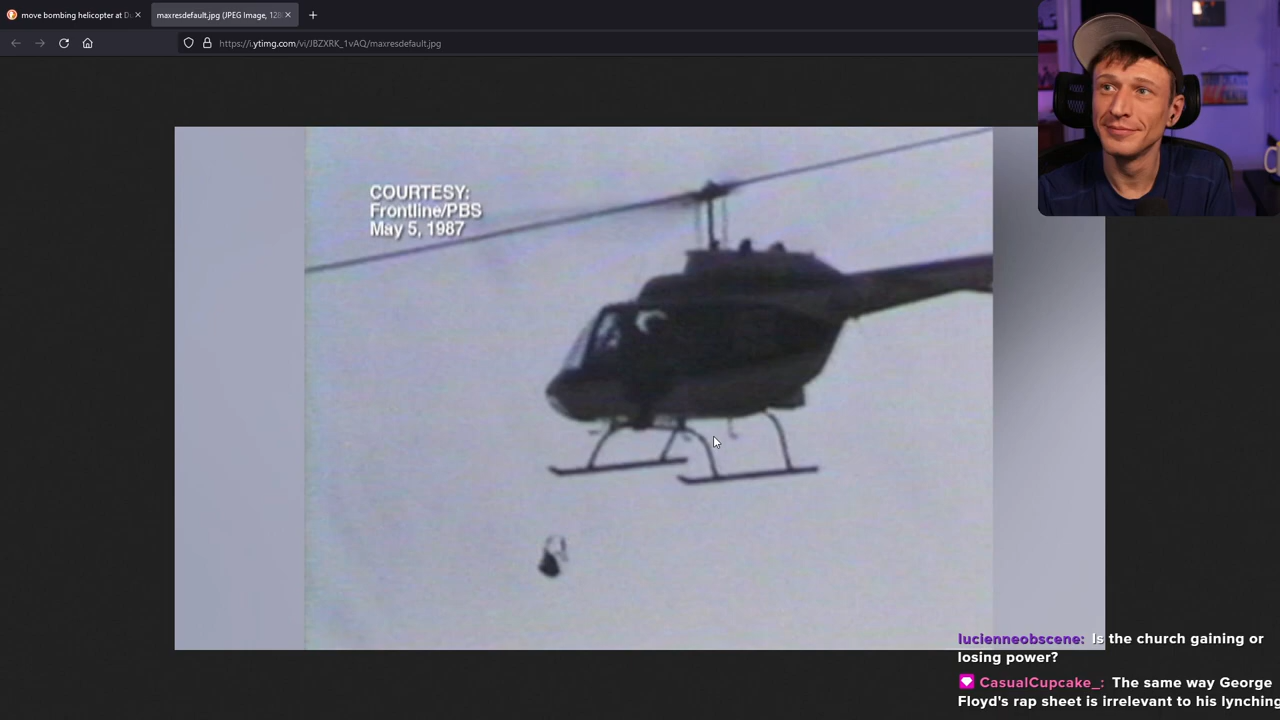 move bombing helicopter at D
maxresdefault.jpg (JPEG Image, 128
https://i.ytimg.com/vi/JBZXRK_1vAQ/maxresdefault.jpg
COURTESY:
Frontline/PBS
May 5, 1987
lucienneobscene: Is the church gaining or
losing power?
CasualCupcake_: The same way George
Floyd's rap sheet is irrelevant to his lynching